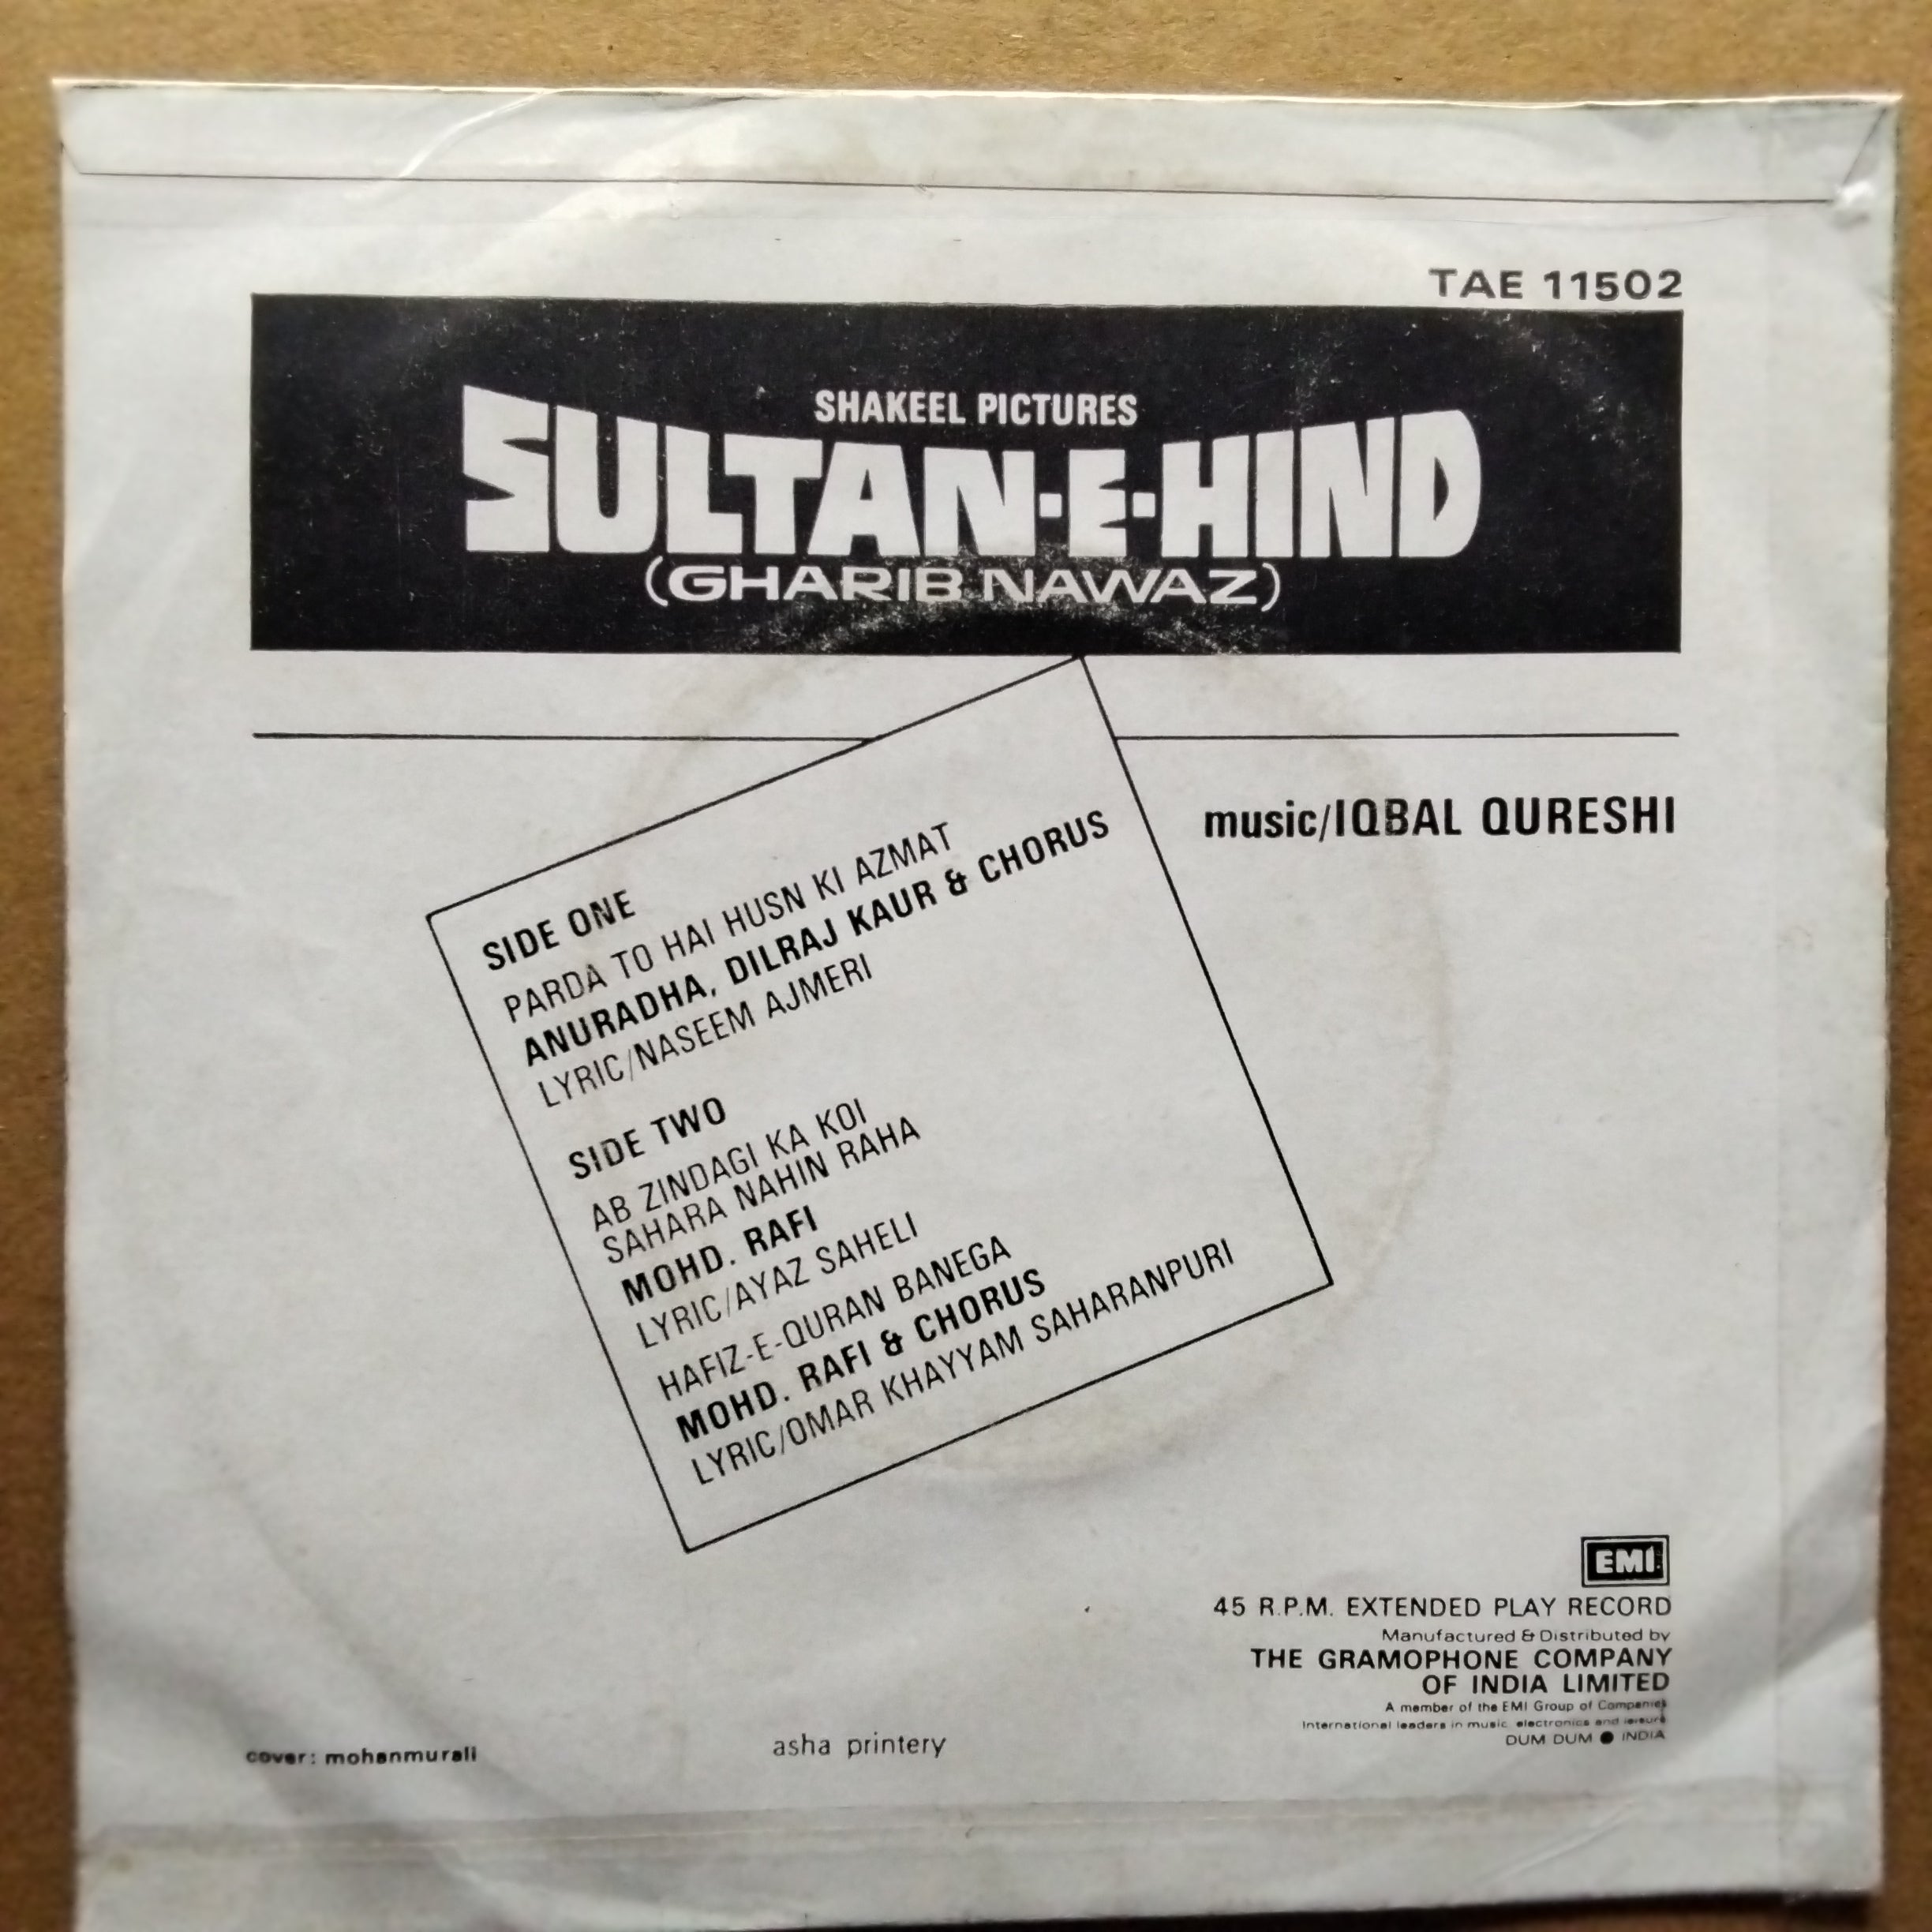 TAE 11502
SHAKEEL PICTURES
SULTAN·E·HIND
(GHARIB NAWAZ)
music/IQBAL QURESHI
SIDE ONE
PARDA TO HAI HUSN KI AZMAT
ANURADHA, DILRAJ KAUR & CHORUS
LYRIC/NASEEM AJMERI
SIDE TWO
AB ZINDAGI KA KOI
SAHARA NAHIN RAHA
MOHD. RAFI
LYRIC/AYAZ SAHELI
HAFIZ-E-QURAN BANEGA
MOHD. RAFI & CHORUS
LYRIC/OMAR KHAYYAM SAHARANPURI
EMI
45 R.P.M. EXTENDED PLAY RECORD
Manufactured & Distributed by
THE GRAMOPHONE COMPANY
OF INDIA LIMITED
A member of the EMI Group of Companies
International leaders in music, electronics and leisure
DUM DUM ● INDIA
cover: mohanmurali
asha printery